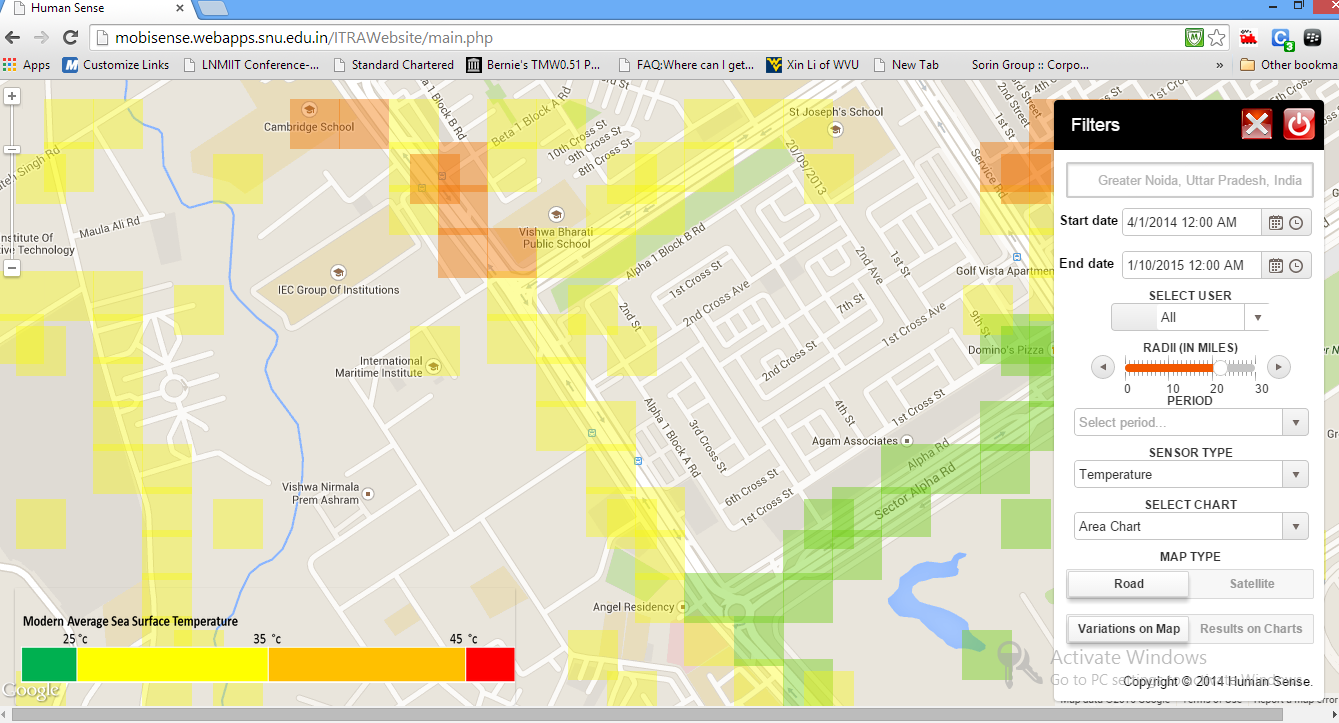 Human Sense
mobisense.webapps.snu.edu.in/ITRAWebsite/main.php
Apps
Customize Links
LNMIIT Conference-...
Standard Chartered
Bernie's TMW0.51 P...
FAQ:Where can I get...
Xin Li of WVU
New Tab
Sorin Group :: Corpo...
»
Other bookma
Cambridge School
Block B Rd
Beta 1 Block A Rd
10th Cross St
9th Cross St
8th Cross St
St Joseph's School
20/09/2013
Service Rd
1st St
Singh Rd
Maula Ali Rd
nstitute Of
ve Technology
Vishwa Bharati
Public School
Alpha 1 Block B Rd
IEC Group Of Institutions
1st Cross St
2nd Cross Ave
2nd Ave
1st St
Golf Vista Apartmen
2nd St
7th St
1st Cross Ave
9th St
Domino's Pizza
International
Maritime Institute
2nd Cross St
Alpha 1 Block A Rd
3rd Cross St
4th St
1st Cross St
Agam Associates
Alpha Rd
Sector Alpha Rd
6th Cross St
1st Cross St
Vishwa Nirmala
Prem Ashram
Angel Residency
Modern Average Sea Surface Temperature
25 °c
35 °c
45 °c
Google
Filters
Greater Noida, Uttar Pradesh, India
Start date
4/1/2014 12:00 AM
End date
1/10/2015 12:00 AM
SELECT USER
All
RADII (IN MILES)
0 10 20 30
PERIOD
Select period...
SENSOR TYPE
Temperature
SELECT CHART
Area Chart
MAP TYPE
Road Satellite
Variations on Map Results on Charts
Activate Windows
Go to PC
Copyright © 2014 Human Sense.
Report a map error